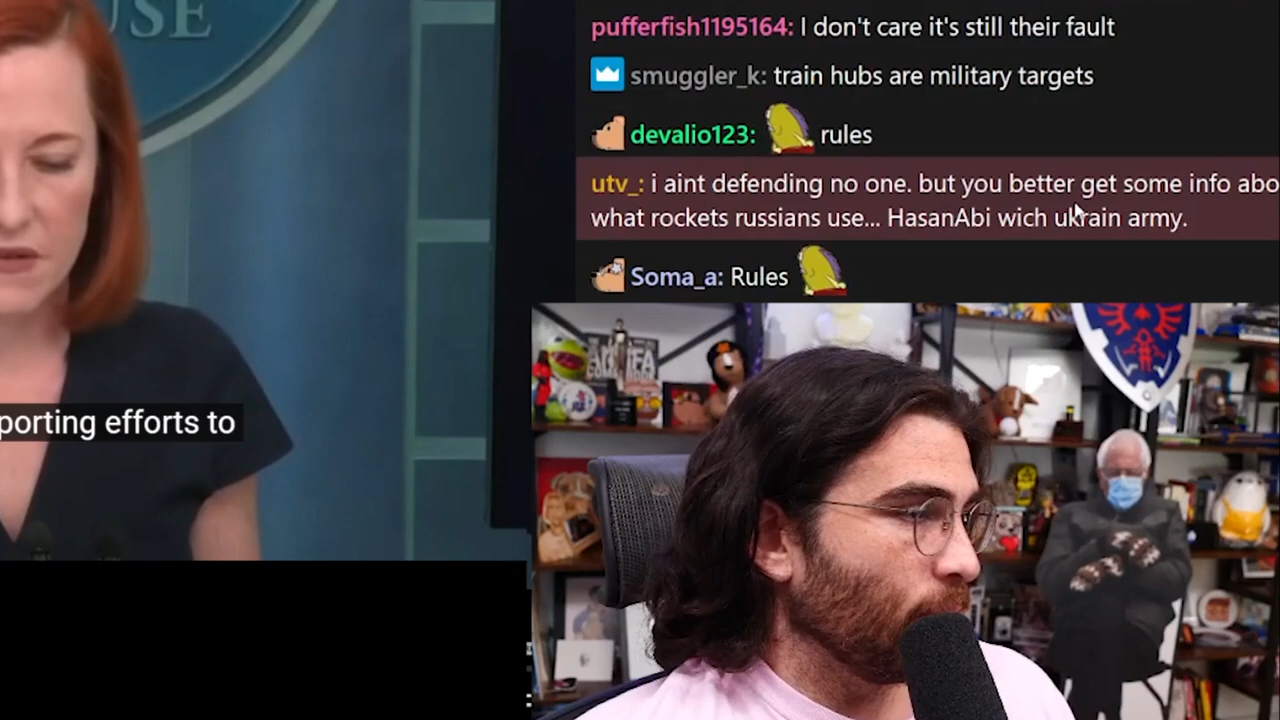 USE
pufferfish1195164: I don't care it's still their fault
smuggler_k: train hubs are military targets
devalio123: rules
utv_: i aint defending no one. but you better get some info abo
what rockets russians use... HasanAbi wich ukrain army.
Soma_a: Rules
porting efforts to